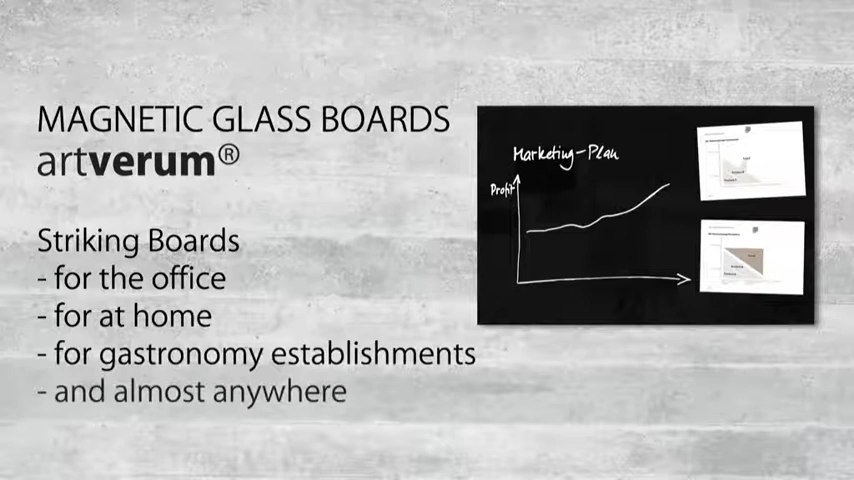 MAGNETIC GLASS BOARDS
artverum®
Striking Boards
- for the office
- for at home
- for gastronomy establishments
- and almost anywhere
Marketing-Plan
Profit